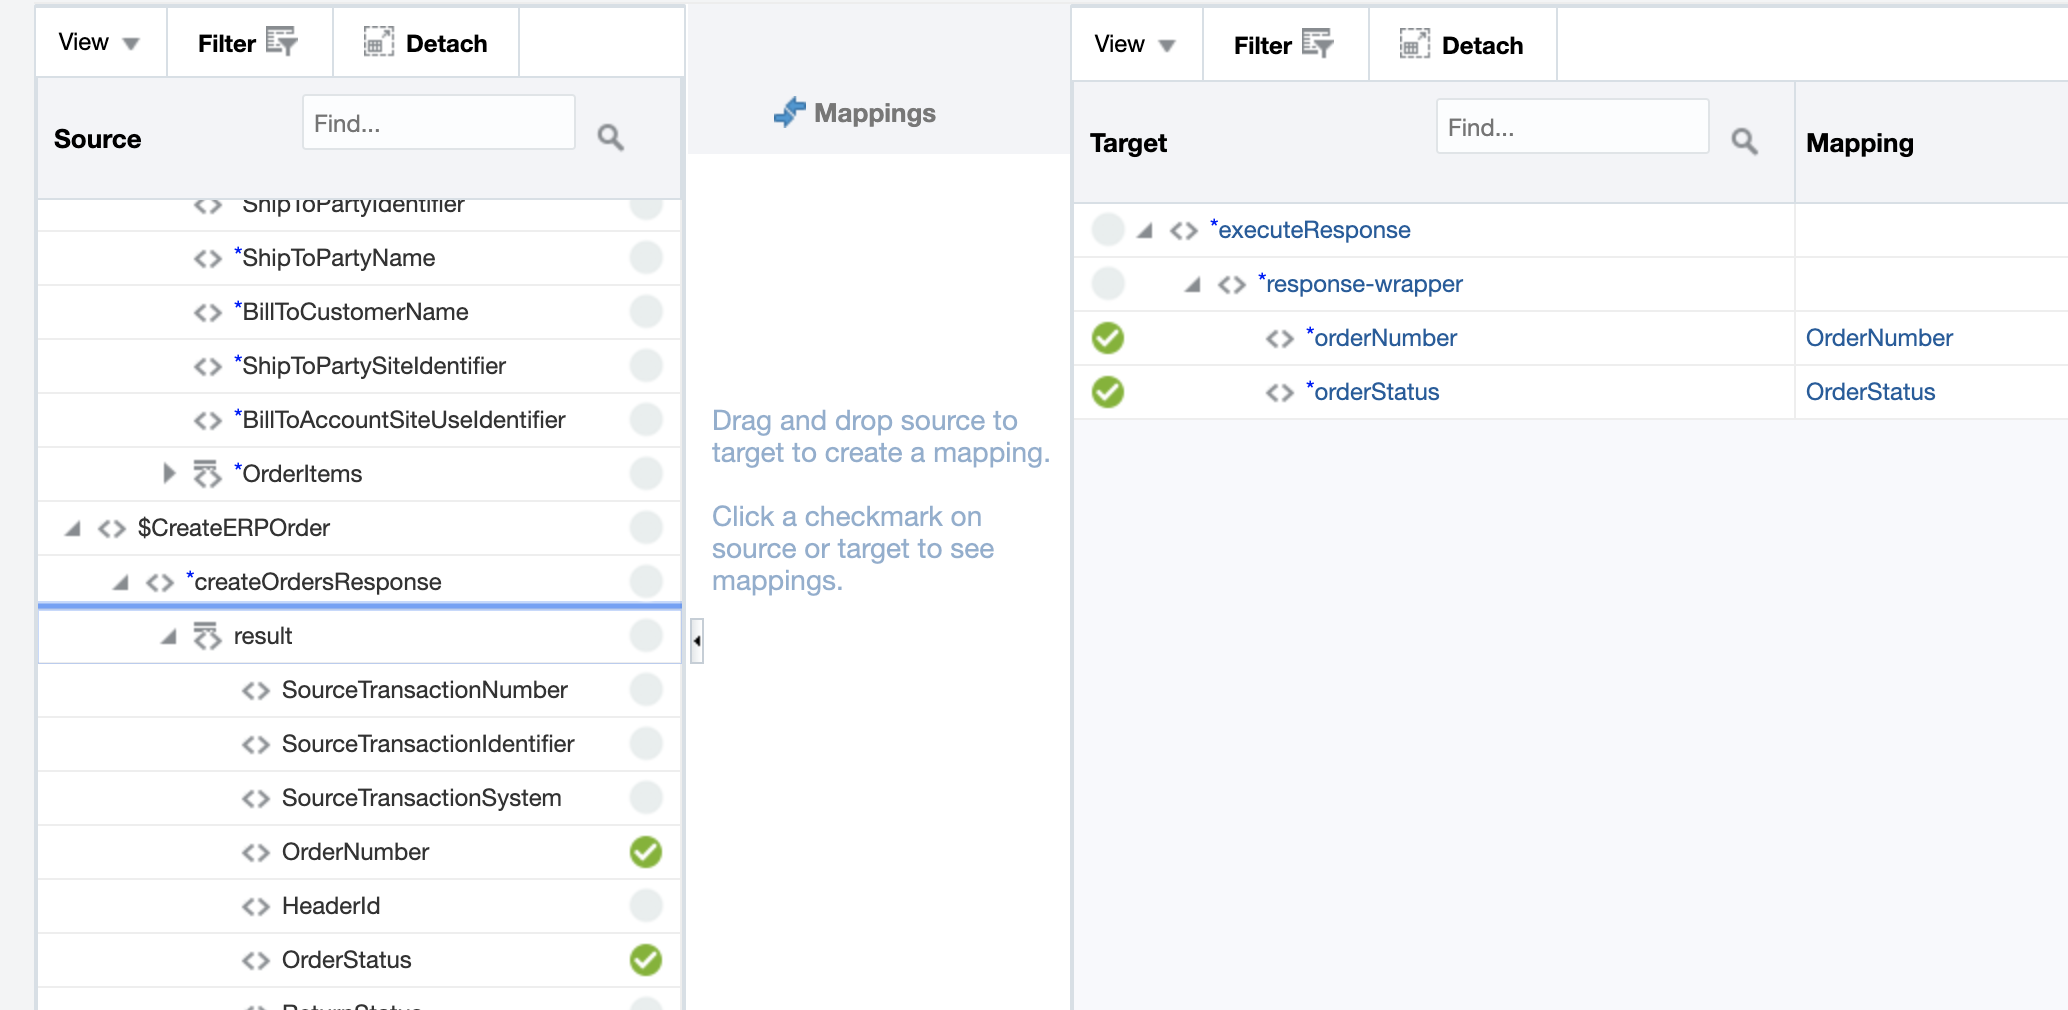 View
Filter
Detach
Source
Find...
ShipToPartyIdentifier
*ShipToPartyName
*BillToCustomerName
*ShipToPartySiteIdentifier
*BillToAccountSiteUseIdentifier
*OrderItems
$CreateERPOrder
*createOrdersResponse
result
SourceTransactionNumber
SourceTransactionIdentifier
SourceTransactionSystem
OrderNumber
HeaderId
OrderStatus
ReturnStatus
Mappings
Drag and drop source to
target to create a mapping.
Click a checkmark on
source or target to see
mappings.
View
Filter
Detach
Target
Find...
Mapping
*executeResponse
*response-wrapper
*orderNumber
OrderNumber
*orderStatus
OrderStatus